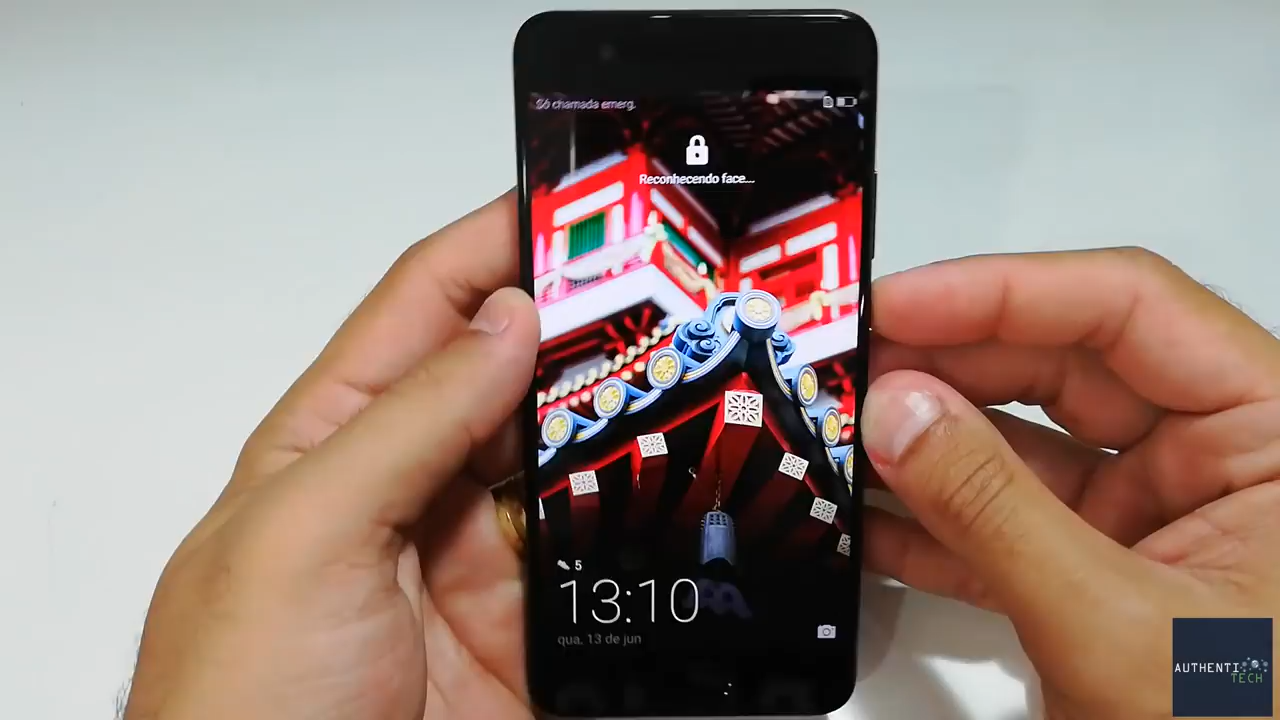 Só chamada emerg.
Reconhecendo face...
5
13:10
qua, 13 de jun
AUTHENTI
TECH